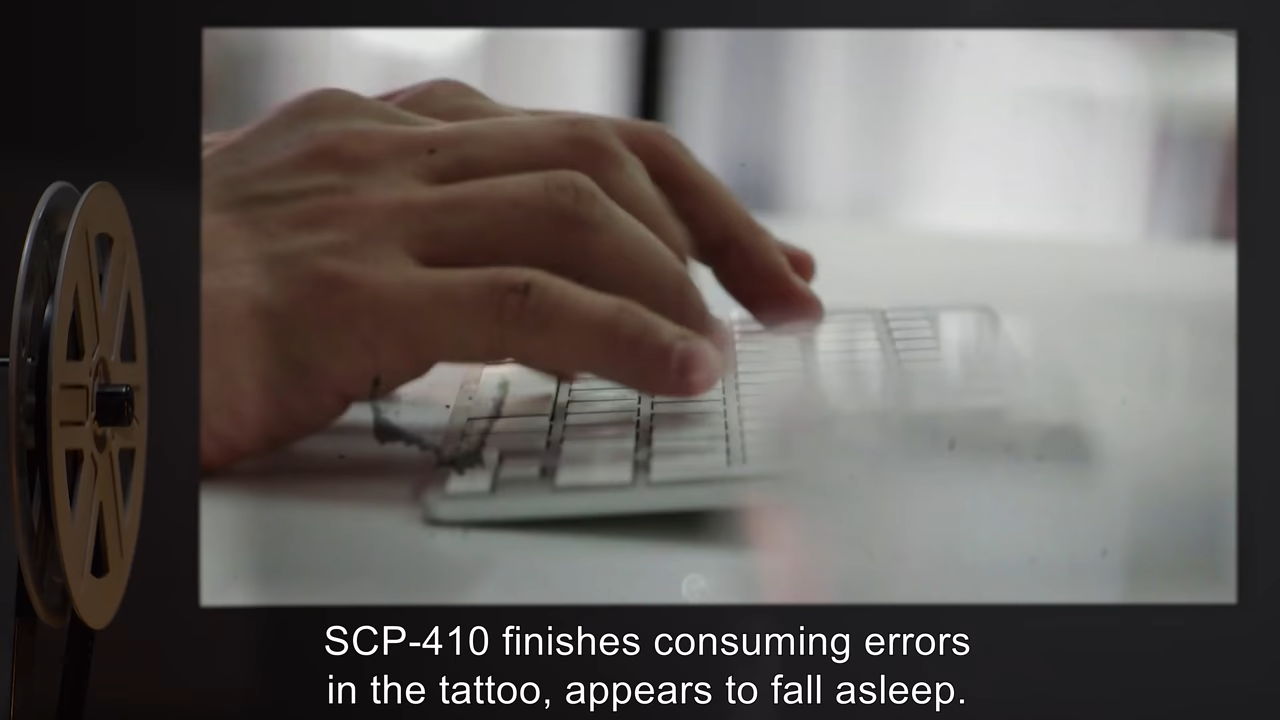 SCP-410 finishes consuming errors
in the tattoo, appears to fall asleep.